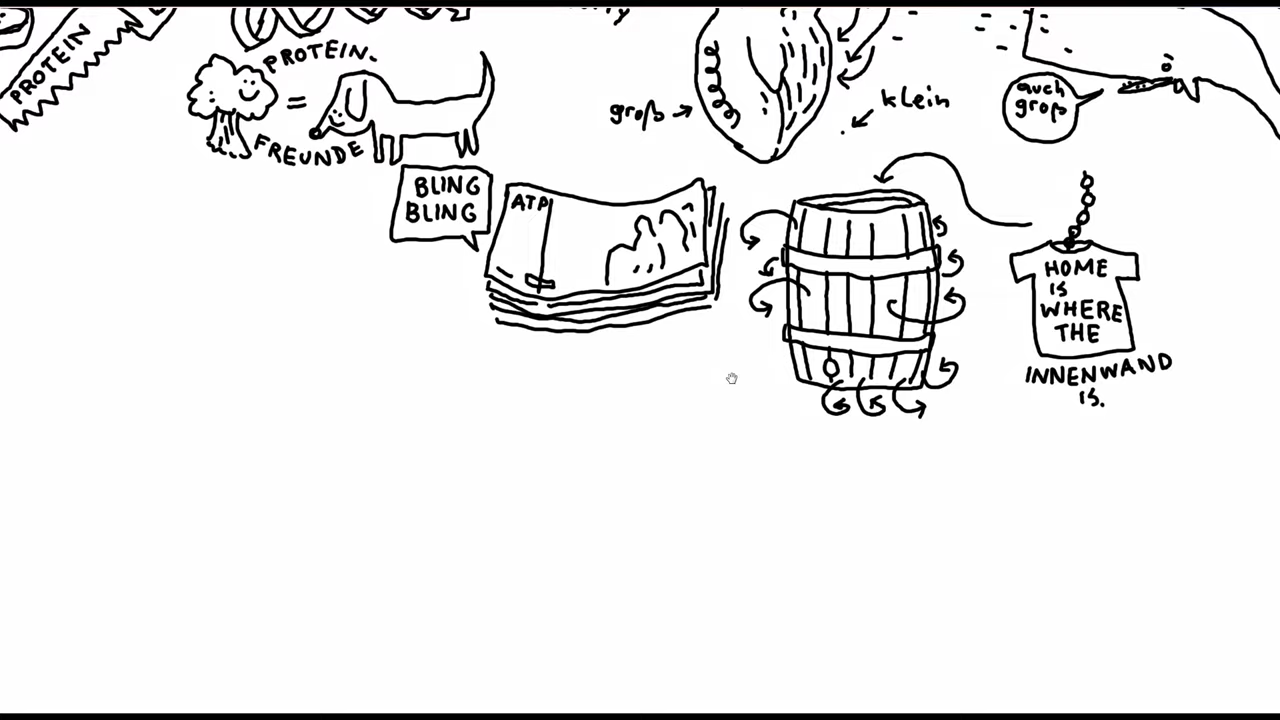 PROTEIN
PROTEIN.
=
FREUNDE
groß
klein
auch
groß
BLING
BLING
ATP
HOME
is
WHERE
THE
INNENWAND
is.